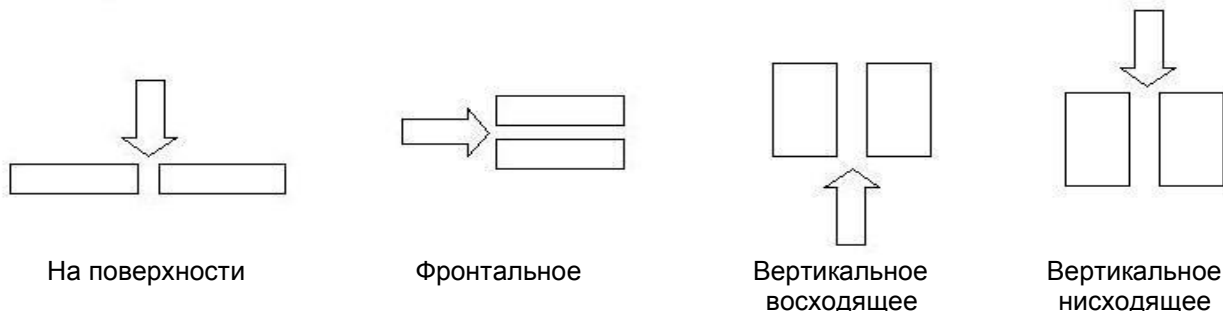 На поверхности
Фронтальное
Вертикальное
восходящее
Вертикальное
нисходящее